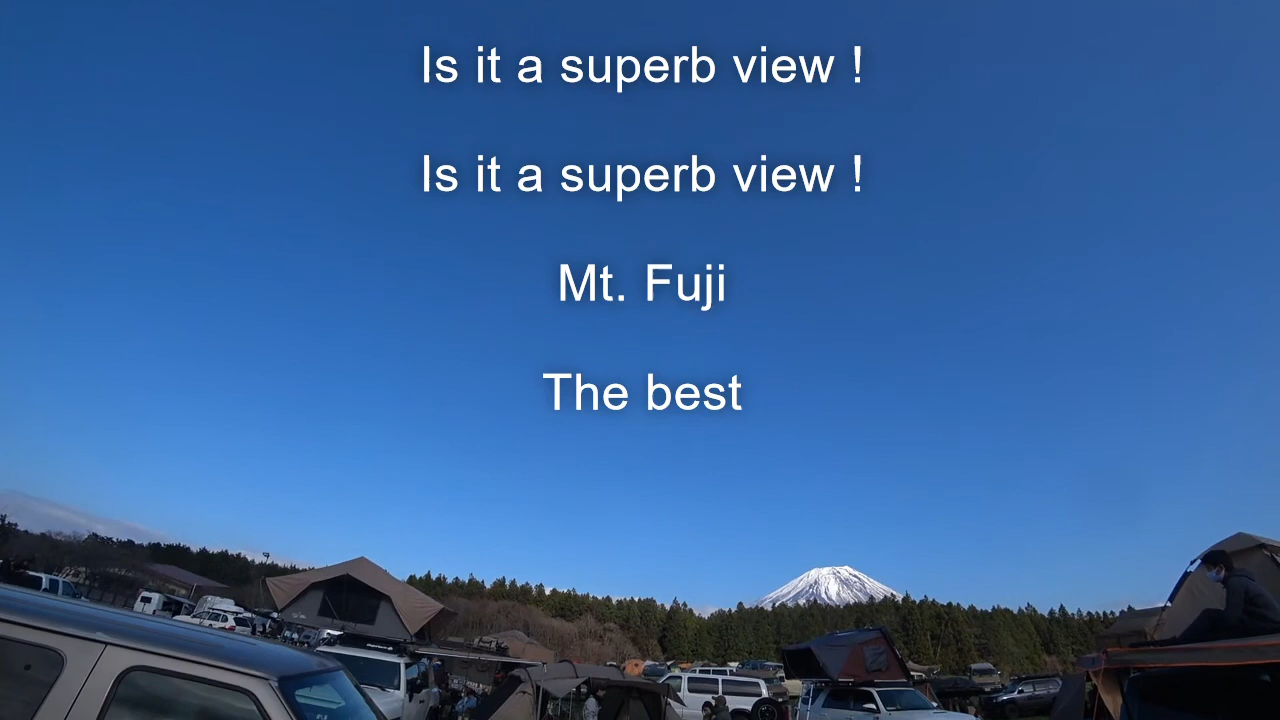 Is it a superb view !
Is it a superb view !
Mt. Fuji
The best